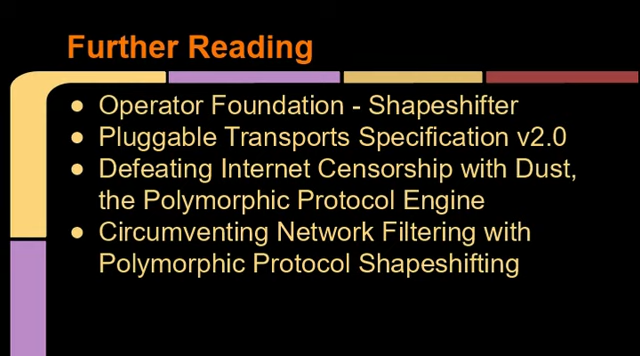 Further Reading
● Operator Foundation - Shapeshifter
● Pluggable Transports Specification v2.0
● Defeating Internet Censorship with Dust,
the Polymorphic Protocol Engine
● Circumventing Network Filtering with
Polymorphic Protocol Shapeshifting